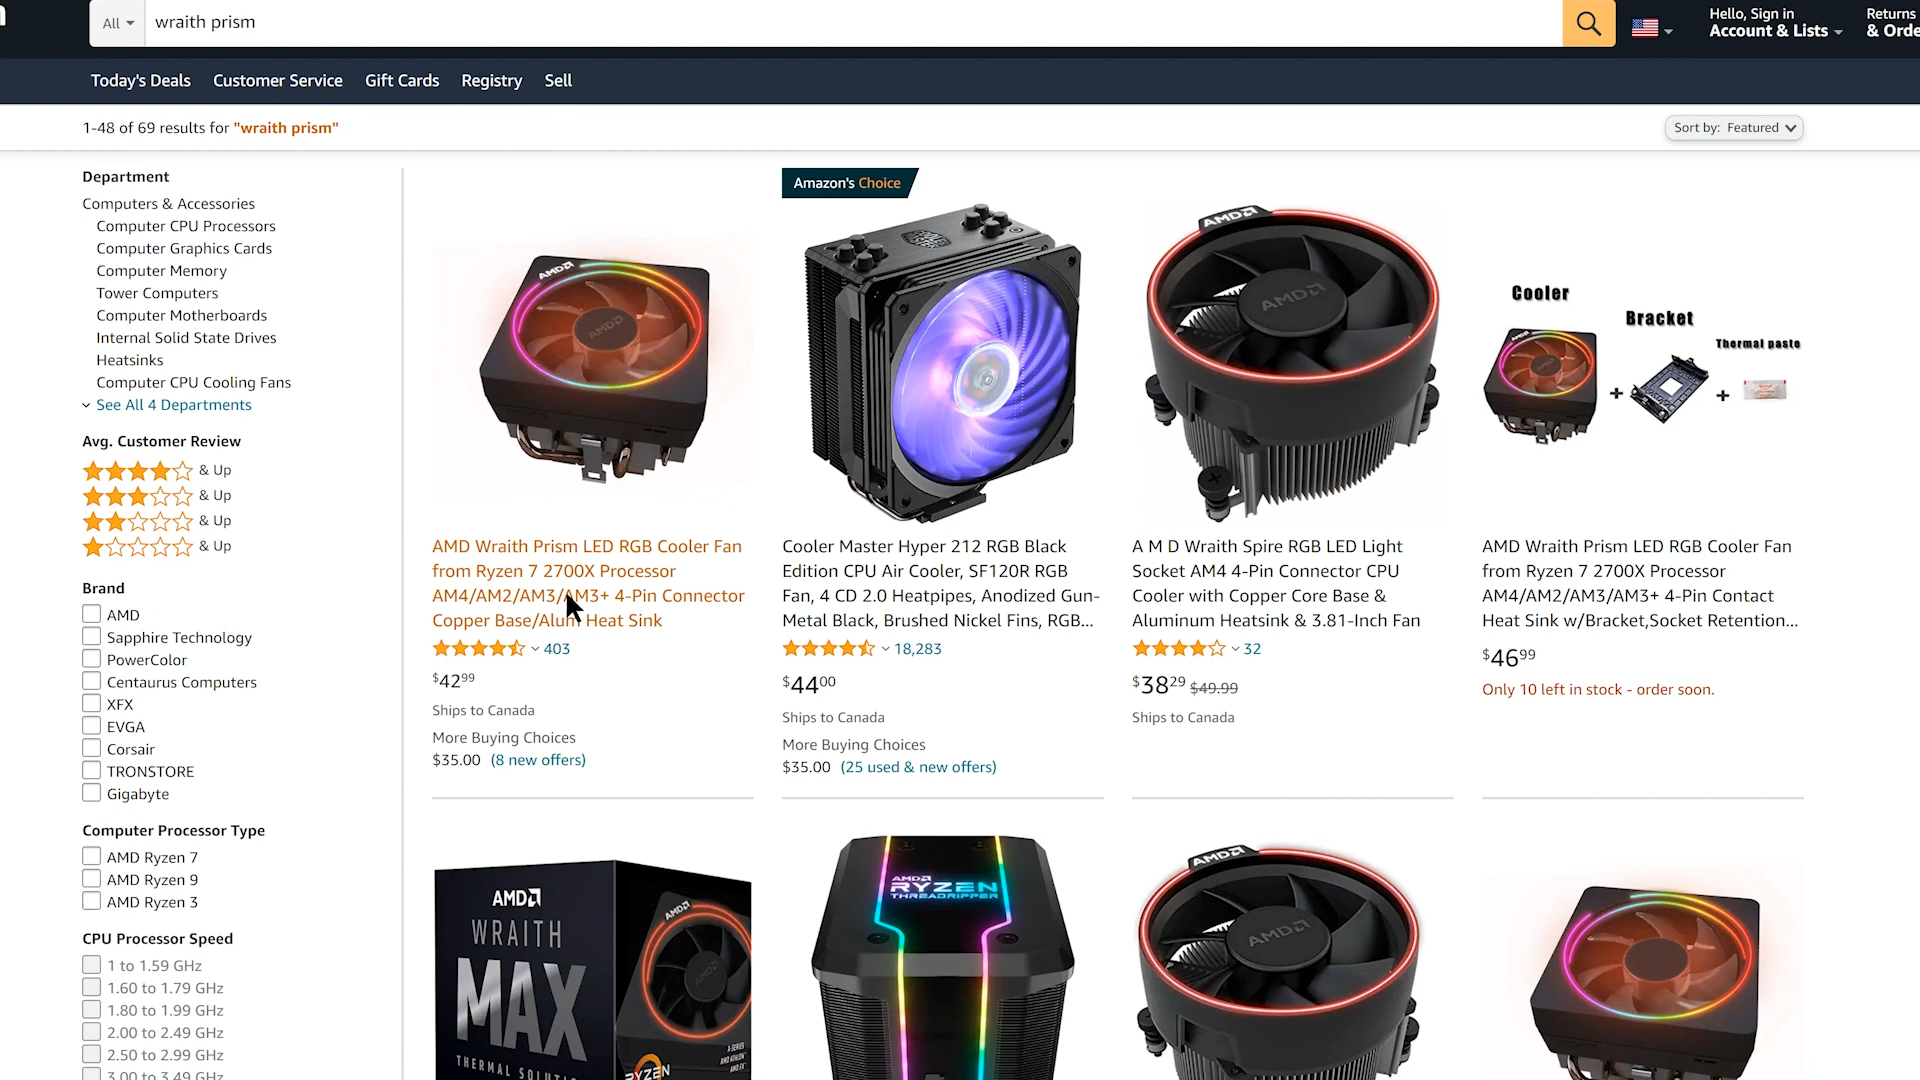 All
wraith prism
Hello, Sign in
Account & Lists
Returns
& Orde
Today's Deals
Customer Service
Gift Cards
Registry
Sell
1-48 of 69 results for "wraith prism"
Sort by: Featured
Department
Computers & Accessories
Computer CPU Processors
Computer Graphics Cards
Computer Memory
Tower Computers
Computer Motherboards
Internal Solid State Drives
Heatsinks
Computer CPU Cooling Fans
See All 4 Departments
Avg. Customer Review
& Up
& Up
& Up
& Up
Brand
AMD
Sapphire Technology
PowerColor
Centaurus Computers
XFX
EVGA
Corsair
TRONSTORE
Gigabyte
Computer Processor Type
AMD Ryzen 7
AMD Ryzen 9
AMD Ryzen 3
CPU Processor Speed
1 to 1.59 GHz
1.60 to 1.79 GHz
1.80 to 1.99 GHz
2.00 to 2.49 GHz
2.50 to 2.99 GHz
3.00 to 3.49 GHz
AMD
AMD
AMD Wraith Prism LED RGB Cooler Fan
from Ryzen 7 2700X Processor
AM4/AM2/AM3/AM3+ 4-Pin Connector
Copper Base/Alum Heat Sink
403
$42.99
Ships to Canada
More Buying Choices
$35.00 (8 new offers)
Amazon's Choice
Cooler Master Hyper 212 RGB Black
Edition CPU Air Cooler, SF120R RGB
Fan, 4 CD 2.0 Heatpipes, Anodized Gun-
Metal Black, Brushed Nickel Fins, RGB...
18,283
$44.00
Ships to Canada
More Buying Choices
$35.00 (25 used & new offers)
AMD
AMD
A M D Wraith Spire RGB LED Light
Socket AM4 4-Pin Connector CPU
Cooler with Copper Core Base &
Aluminum Heatsink & 3.81-Inch Fan
32
$38.29 $49.99
Ships to Canada
Cooler
Bracket
Thermal paste
+
+
AMD Wraith Prism LED RGB Cooler Fan
from Ryzen 7 2700X Processor
AM4/AM2/AM3/AM3+ 4-Pin Contact
Heat Sink w/Bracket,Socket Retention...
$46.99
Only 10 left in stock - order soon.
AMD
WRAITH
MAX
THERMAL SOLUTI
AMD
AMD
RYZEN
AMD
RYZEN
THREADRIPPER
AMD
AMD